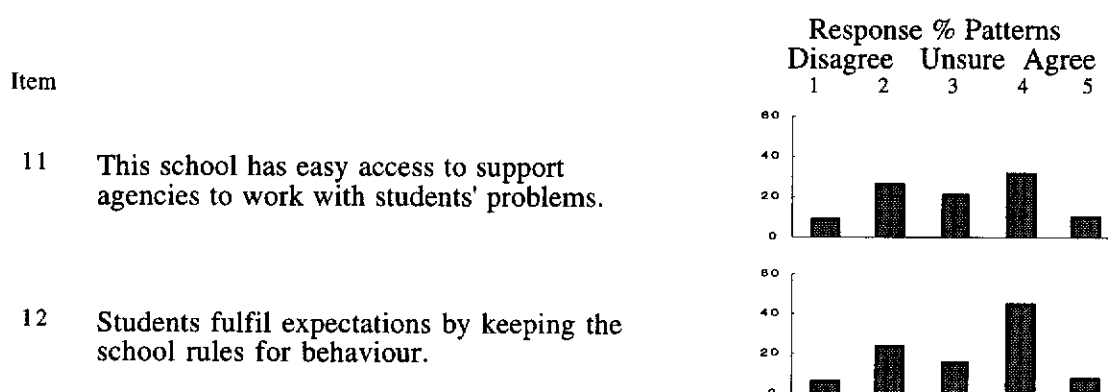 Response % Patterns
Disagree Unsure Agree
Item
1 2 3 4 5
60
11 This school has easy access to support
40
agencies to work with students' problems.
20
0
60
12 Students fulfil expectations by keeping the
40
school rules for behaviour.
20
0